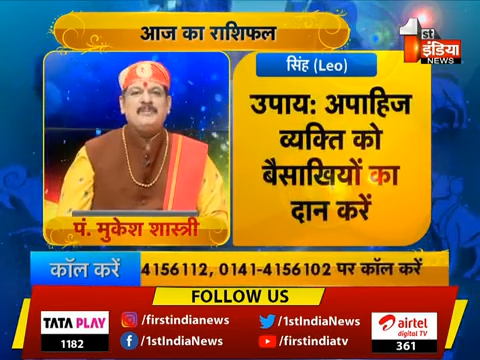 आज का राशिफल
1st
इंडिया
NEWS
सिंह (Leo)
उपाय: अपाहिज
व्यक्ति को
बैसाखियों का
दान करें
पं. मुकेश शास्त्री
कॉल करें
4156112, 0141-4156102 पर कॉल करें
FOLLOW US
TATA PLAY
1182
/firstindianews
/1stIndiaNews
/1stIndiaNews
/firstindiatv
airtel
digital TV
361